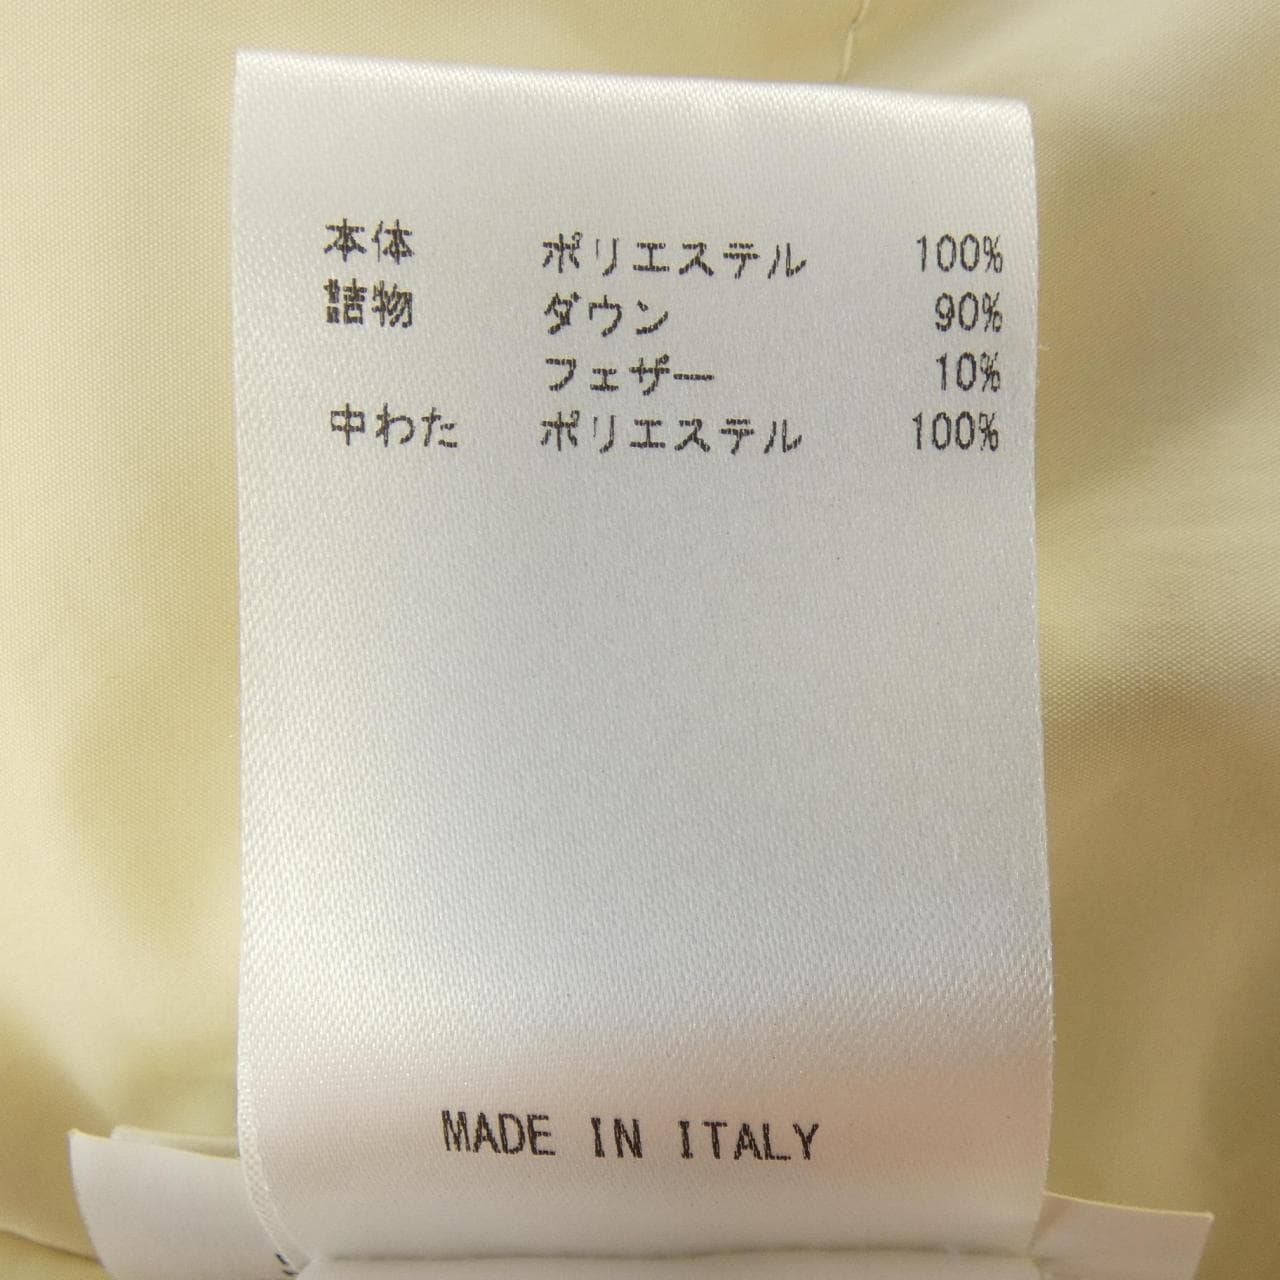 本体 ポリエステル 100%
詰物 ダウン 90%
フェザー 10%
中わた ポリエステル 100%
MADE IN ITALY